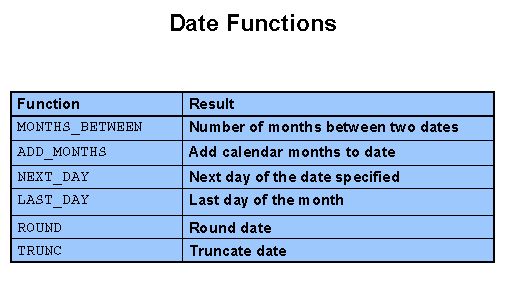 Date Functions
Function Result
MONTHS_BETWEEN Number of months between two dates
ADD_MONTHS Add calendar months to date
NEXT_DAY Next day of the date specified
LAST_DAY Last day of the month
ROUND Round date
TRUNC Truncate date